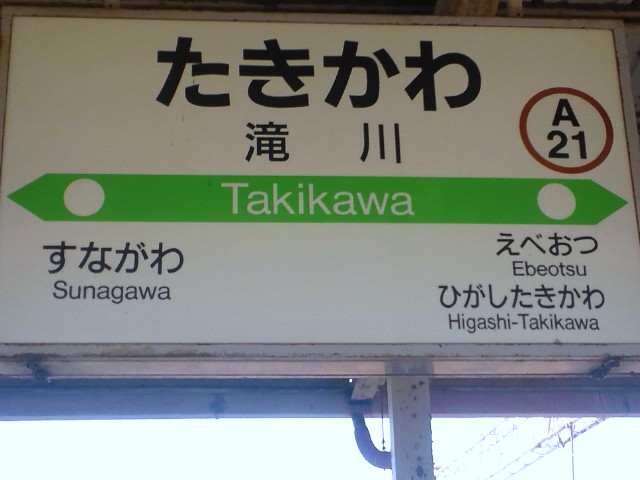 たきかわ
滝川
A
21
Takikawa
すながわ
Sunagawa
えべおつ
Ebeotsu
ひがしたきかわ
Higashi-Takikawa